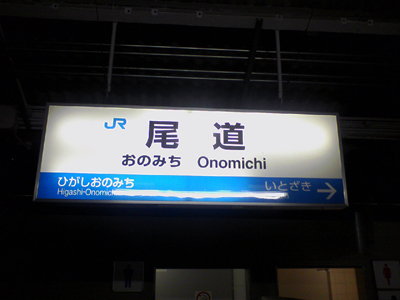 JR 尾道
おのみち Onomichi
ひがしおのみち いとざき →
Higashi-Onomichi